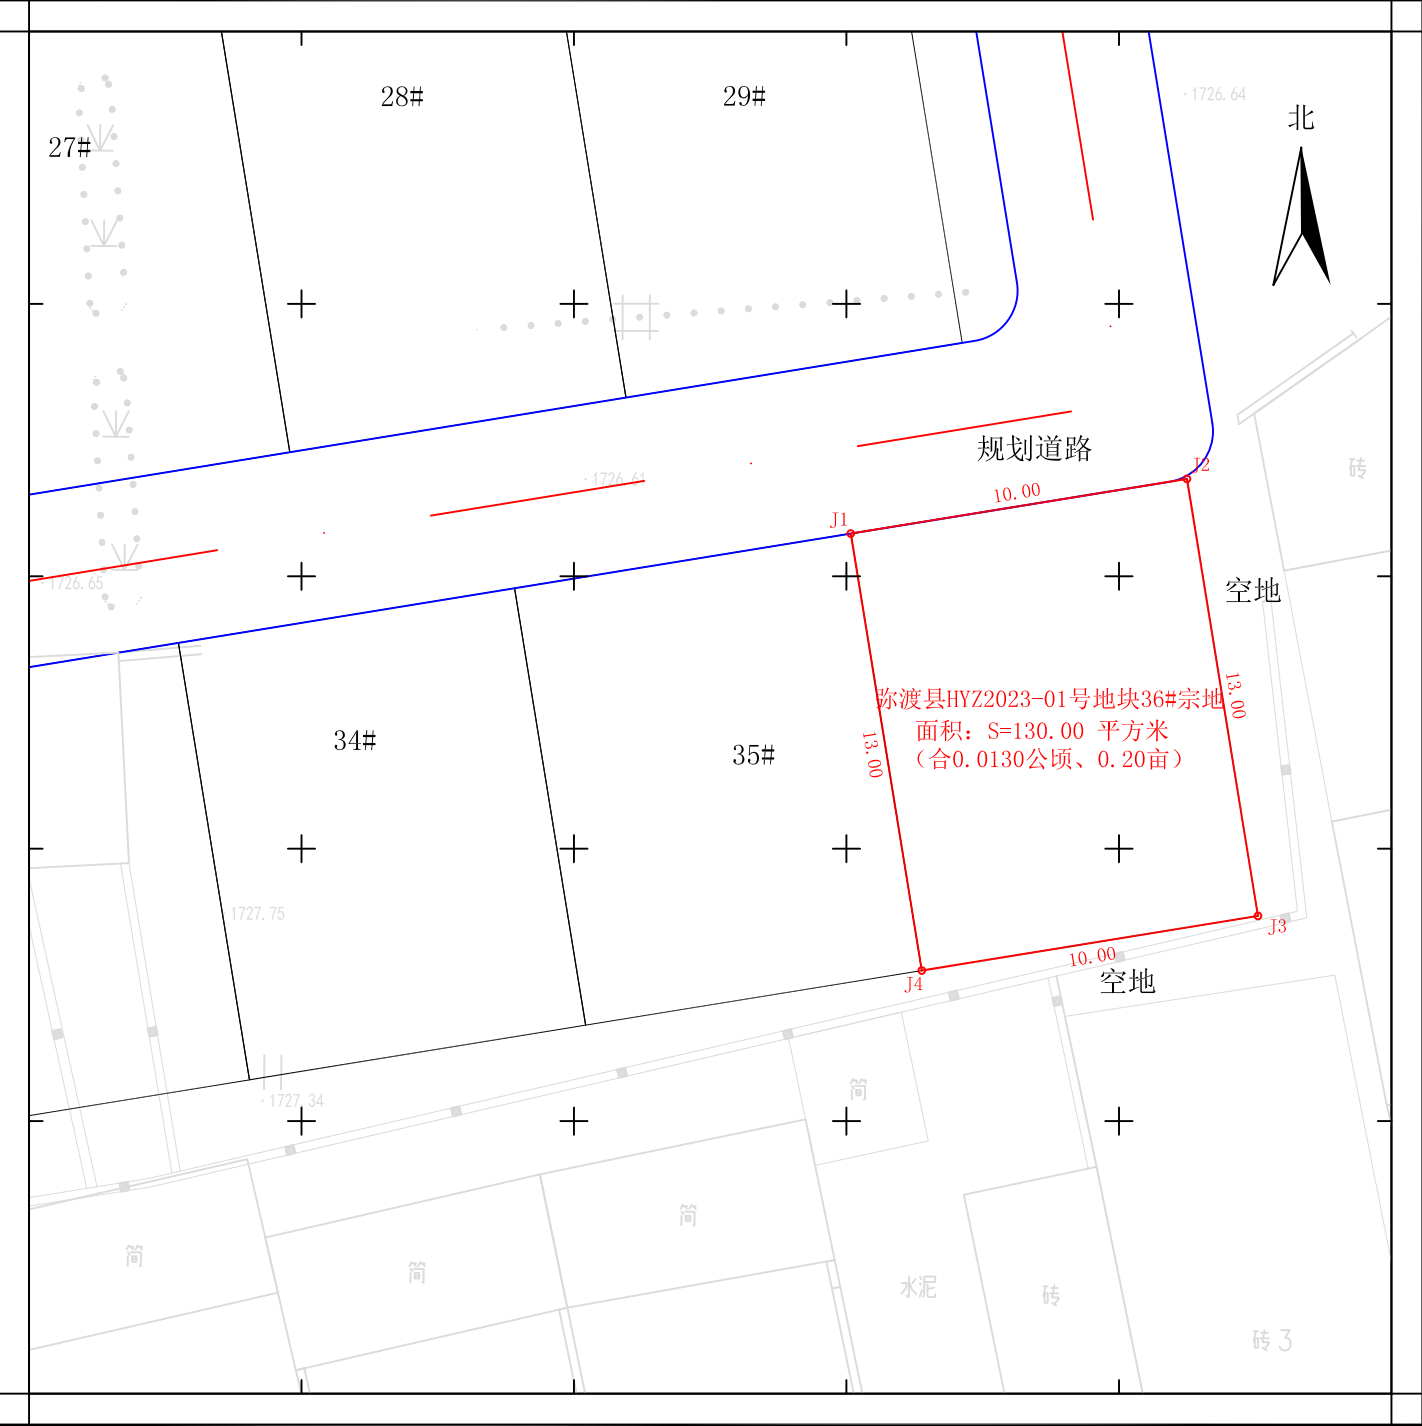 28#
29#
1726.64
北
27#
规划道路
砖
J2
1726.61
10.00
J1
1726.65
空地
弥渡县HYZ2023-01号地块36#宗地
13.00
面积：S=130.00 平方米
34#
35#
13.00
（合0.0130公顷、0.20亩）
1727.75
J3
10.00
空地
J4
简
1727.34
简
简
简
水泥
砖
砖 3